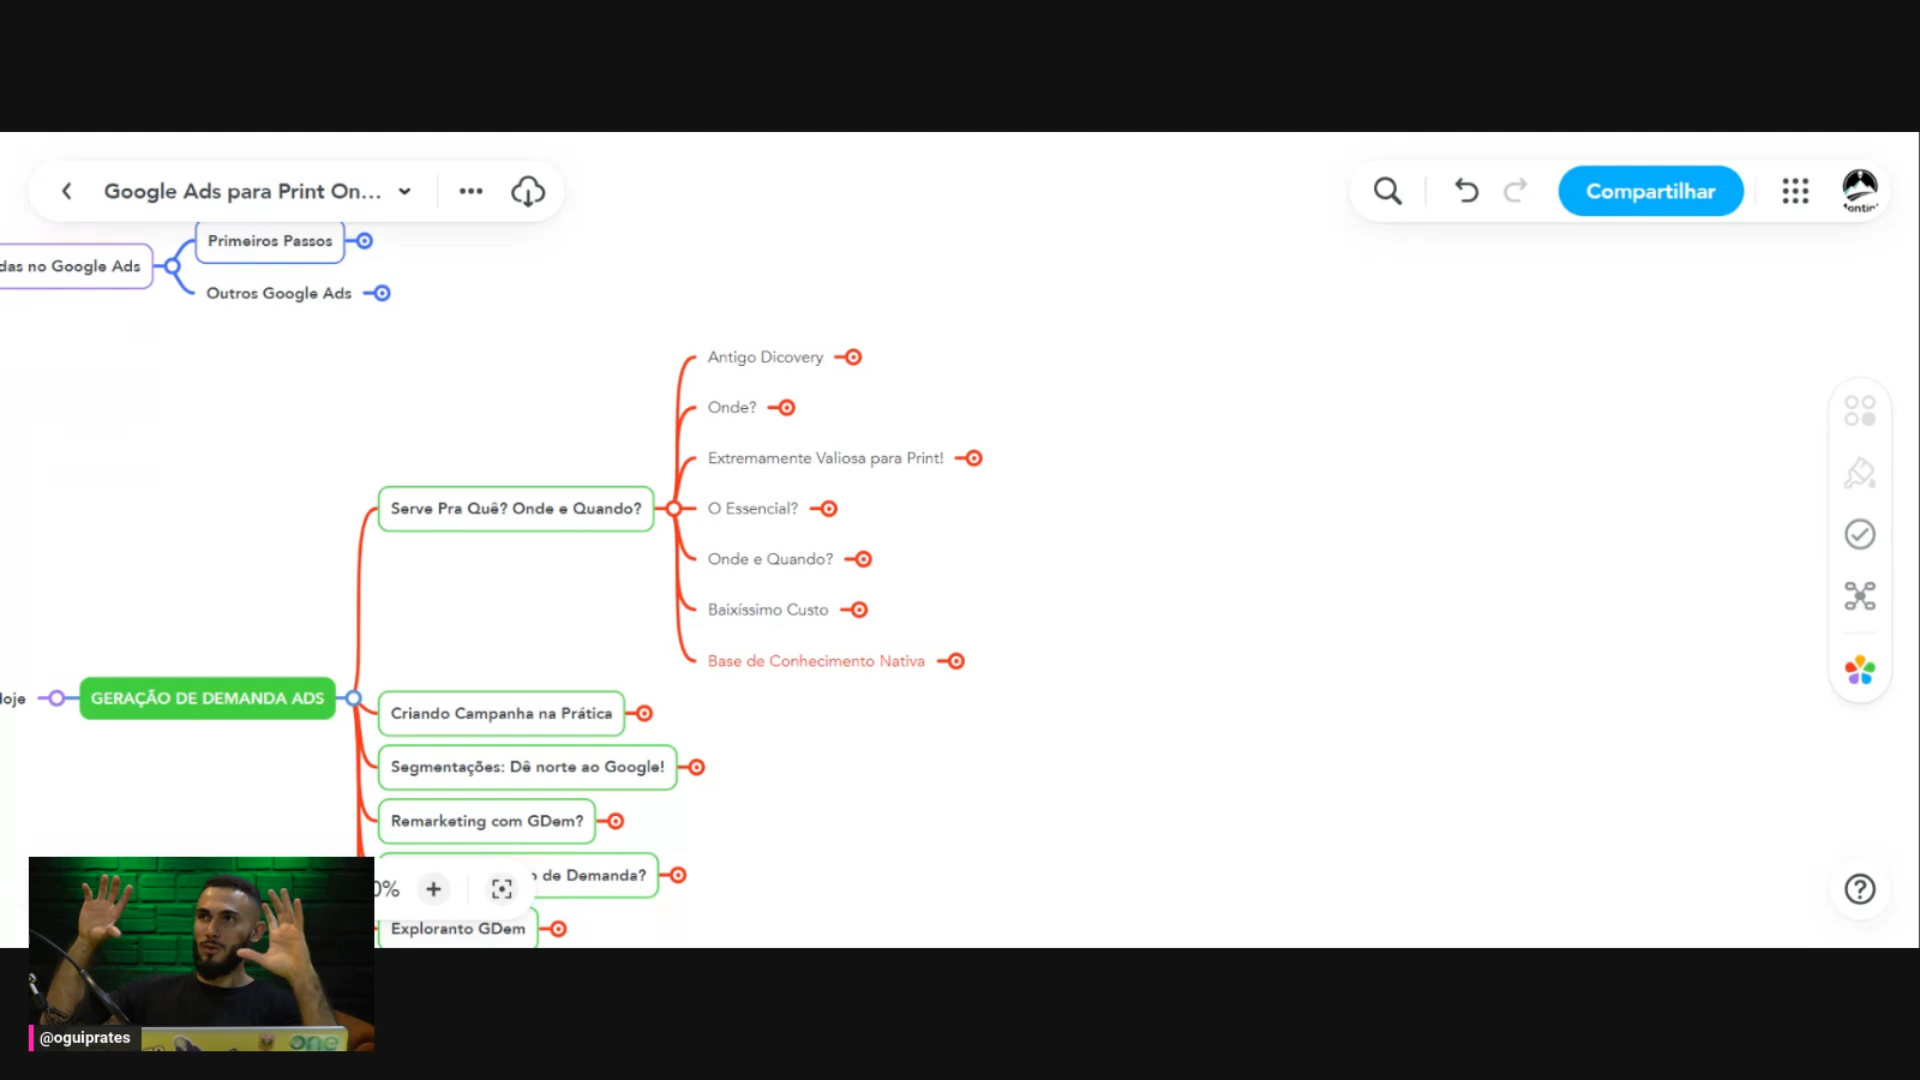 Google Ads para Print On...
Compartilhar
Primeiros Passos
das no Google Ads
Outros Google Ads
Antigo Dicovery
Onde?
Extremamente Valiosa para Print!
Serve Pra Quê? Onde e Quando?
O Essencial?
Onde e Quando?
Baixíssimo Custo
Base de Conhecimento Nativa
GERAÇÃO DE DEMANDA ADS
Criando Campanha na Prática
Segmentações: Dê norte ao Google!
Remarketing com GDem?
de Demanda?
0%
Exploranto GDem
@oguiprates
one